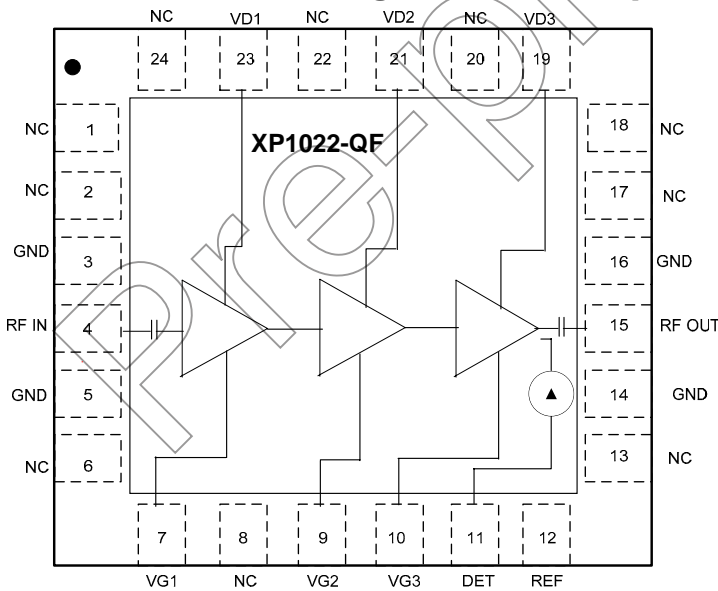 NC VD1 NC VD2 NC VD3
24 23 22 21 20 19
XP1022-QF
NC 1 18 NC
NC 2 17 NC
GND 3 16 GND
RF IN 4 15 RF OUT
GND 5 14 GND
NC 6 13 NC
7 8 9 10 11 12
VG1 NC VG2 VG3 DET REF
Pre-p